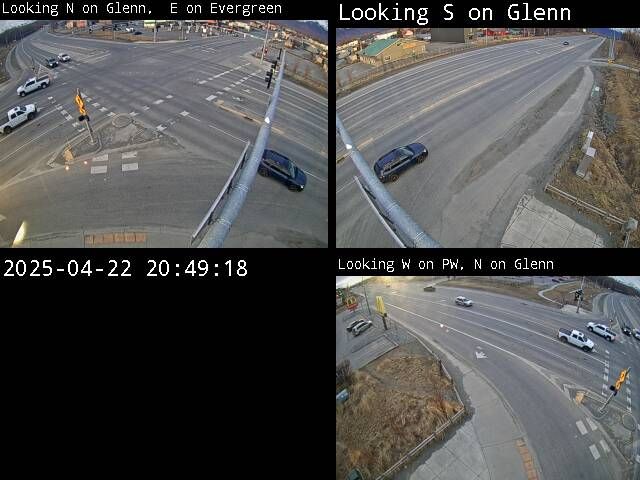 Looking N on Glenn,  E on Evergreen
Looking S on Glenn
2025-04-22 20:49:18
Looking W on PW, N on Glenn